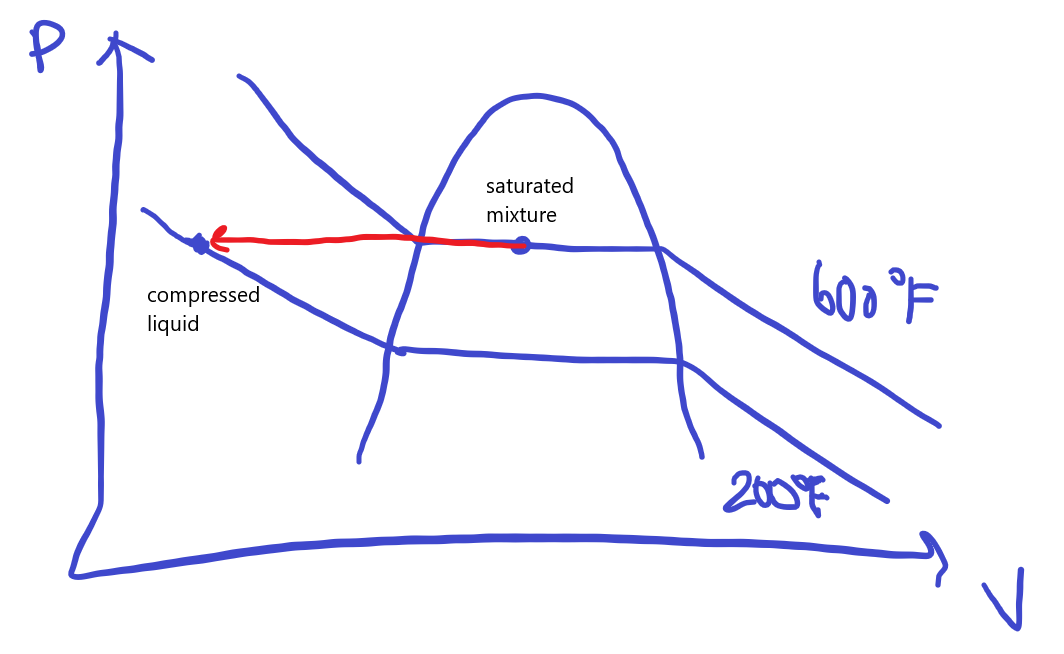 P
saturated
mixture
compressed
liquid
600°F
200°F
V